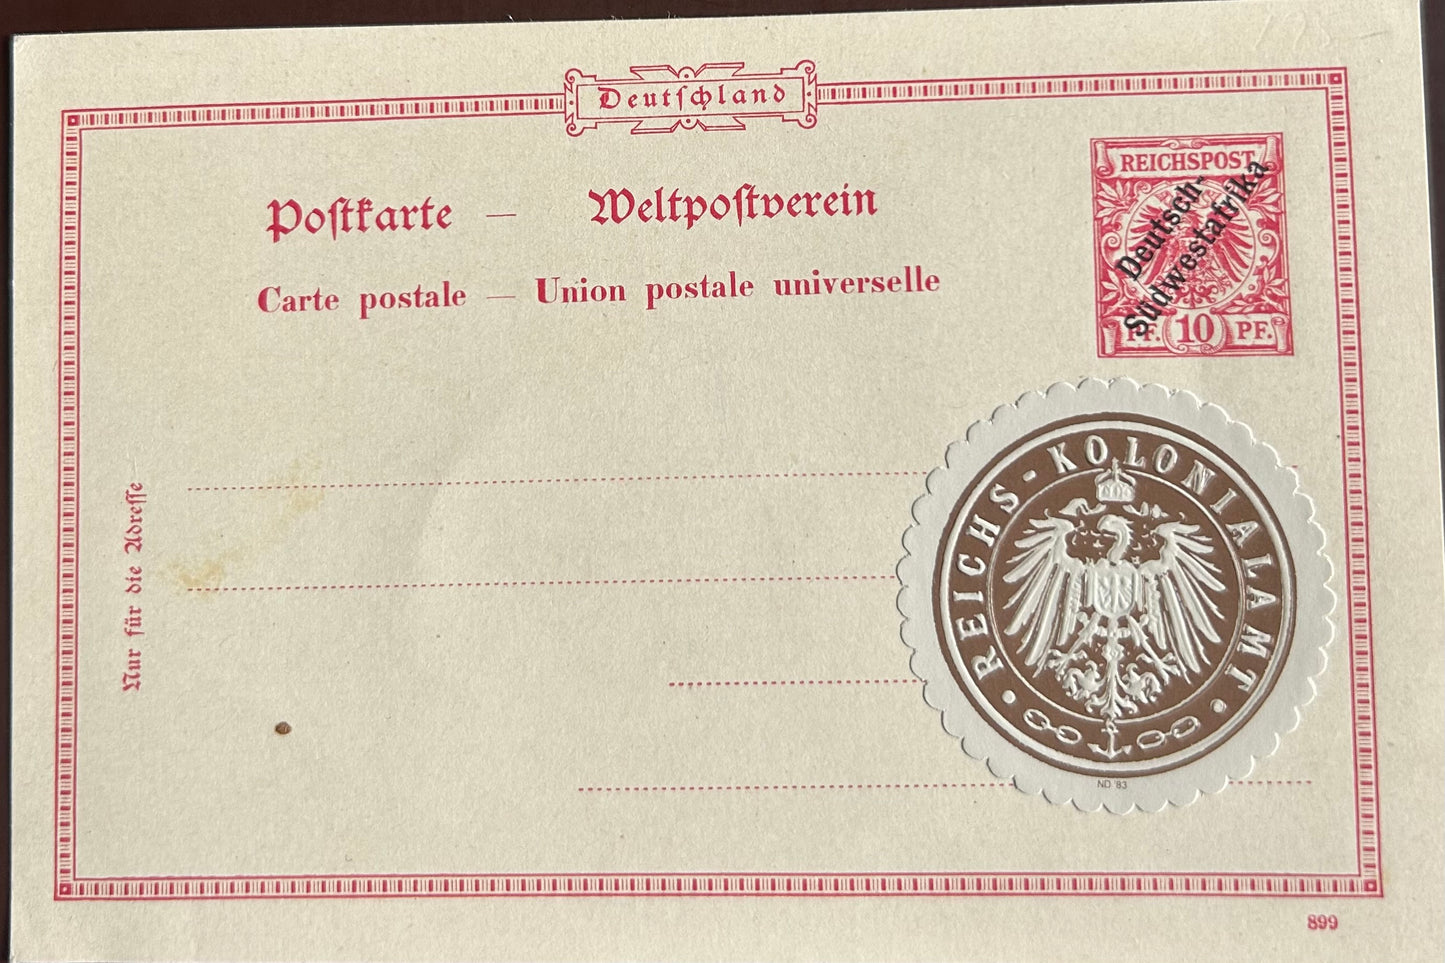 Deutschland
Postkarte — Weltpostverein
Carte postale — Union postale universelle
REICHSPOST
Deutsch-
Südwestafrika
PF. 10 PF.
Nur für die Adresse
REICHS-KOLONIALAMT
ND '83
899